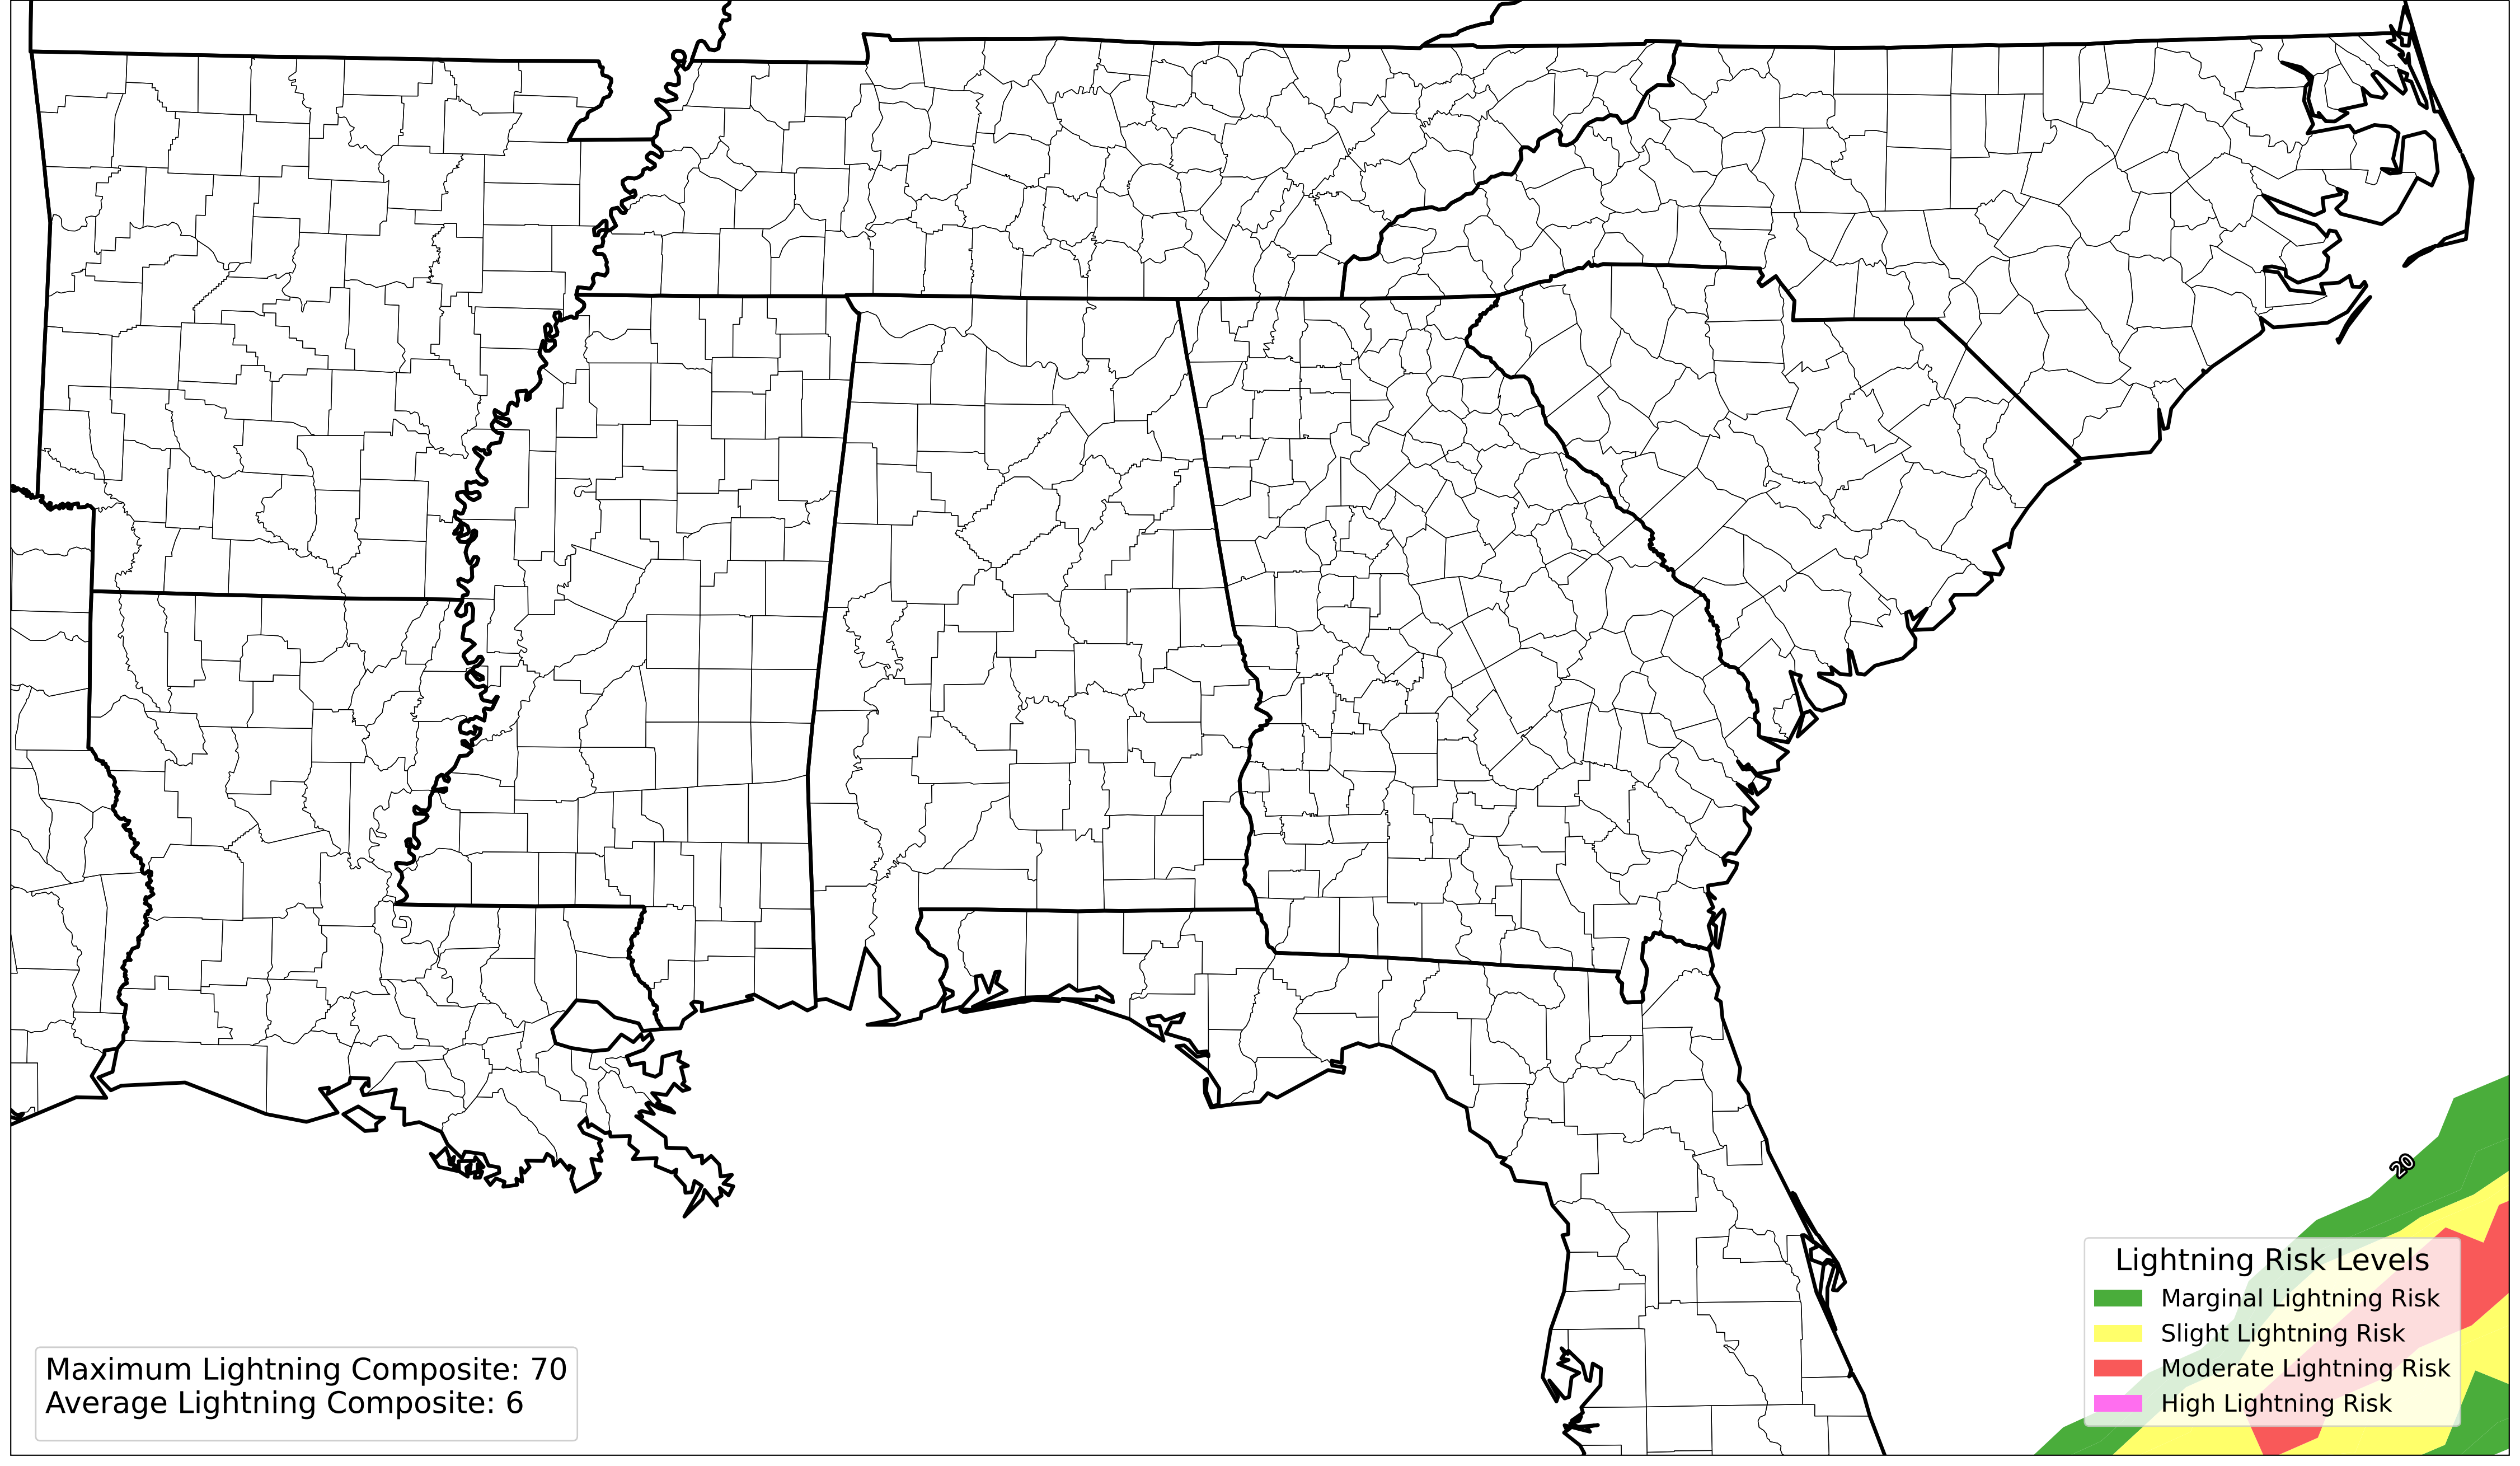 20
Lightning Risk Levels
Marginal Lightning Risk
Slight Lightning Risk
Moderate Lightning Risk
High Lightning Risk
Maximum Lightning Composite: 70
Average Lightning Composite: 6